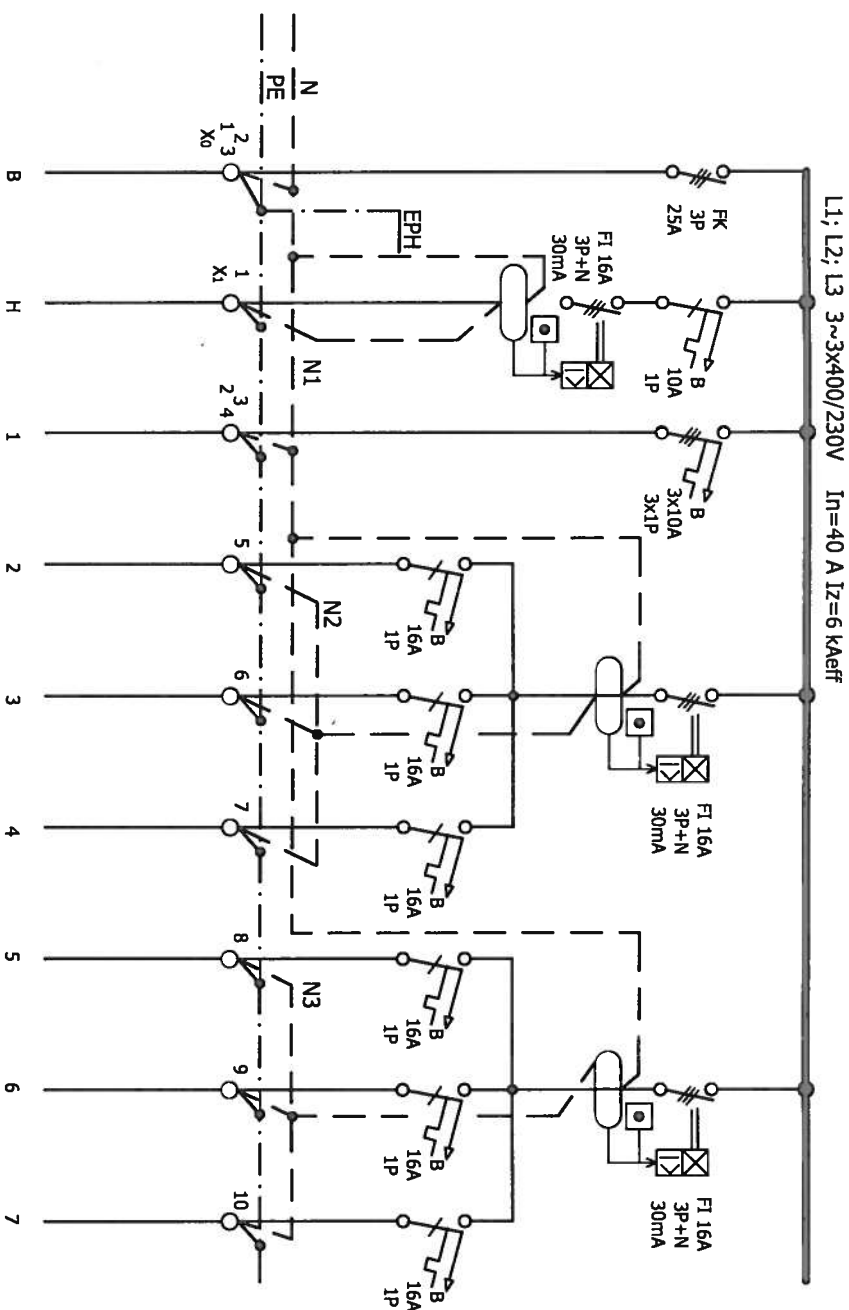 L1; L2; L3 3~3x400/230V In=40 A Iz=6 kAeff
FK
3P
25A
B
10A
1P
FI 16A
3P+N
30mA
B
3x10A
3x1P
FI 16A
3P+N
30mA
FI 16A
3P+N
30mA
B
16A
1P
B
16A
1P
B
16A
1P
B
16A
1P
B
16A
1P
B
16A
1P
N
PE
EPH
N1
N2
N3
1 2 3
X0
1
X1
2 3 4
5
6
7
8
9
10
B
H
1
2
3
4
5
6
7